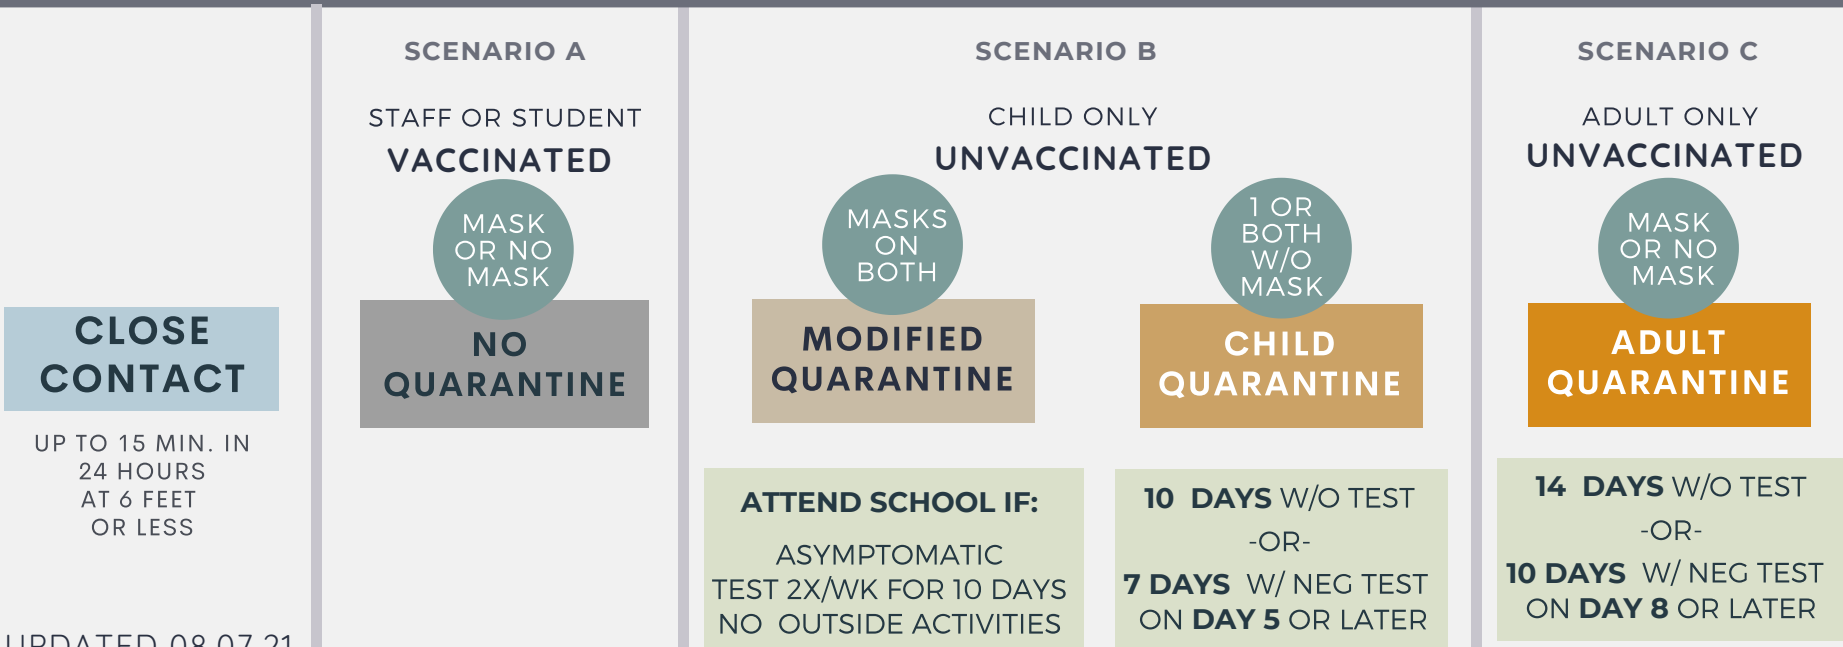 CLOSE
CONTACT
UP TO 15 MIN. IN
24 HOURS
AT 6 FEET
OR LESS
UPDATED 08.07.21
SCENARIO A
STAFF OR STUDENT
VACCINATED
MASK
OR NO
MASK
NO
QUARANTINE
SCENARIO B
CHILD ONLY
UNVACCINATED
MASKS
ON
BOTH
MODIFIED
QUARANTINE
ATTEND SCHOOL IF:
ASYMPTOMATIC
TEST 2X/WK FOR 10 DAYS
NO OUTSIDE ACTIVITIES
1 OR
BOTH
W/O
MASK
CHILD
QUARANTINE
10 DAYS W/O TEST
-OR-
7 DAYS W/ NEG TEST
ON DAY 5 OR LATER
SCENARIO C
ADULT ONLY
UNVACCINATED
MASK
OR NO
MASK
ADULT
QUARANTINE
14 DAYS W/O TEST
-OR-
10 DAYS W/ NEG TEST
ON DAY 8 OR LATER